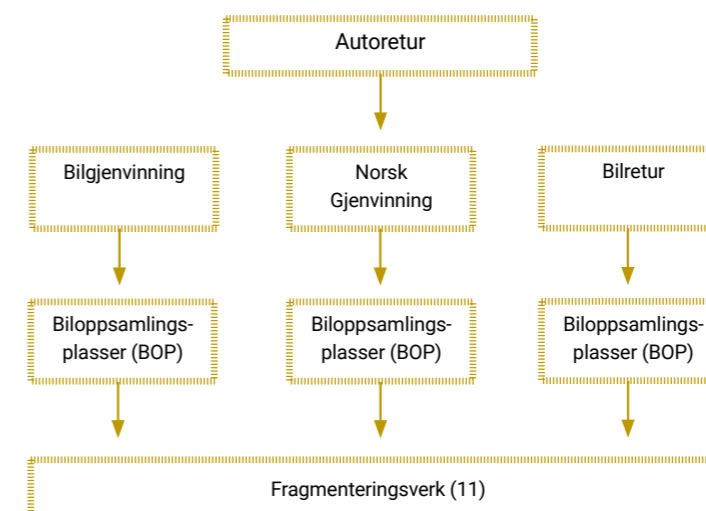 Autoretur
Bilgjenvinning
Norsk
Gjenvinning
Bilretur
Biloppsamlings-
plasser (BOP)
Biloppsamlings-
plasser (BOP)
Biloppsamlings-
plasser (BOP)
Fragmenteringsverk (11)